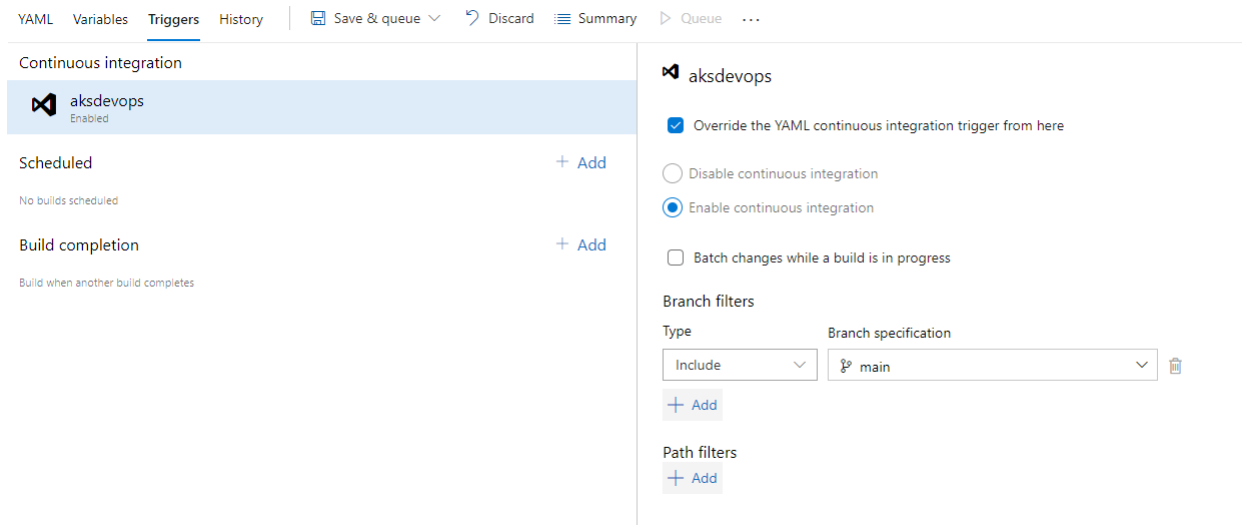 YAML Variables Triggers History Save & queue Discard Summary Queue ...
Continuous integration
aksdevops
Enabled
Scheduled + Add
No builds scheduled
Build completion + Add
Build when another build completes
aksdevops
Override the YAML continuous integration trigger from here
Disable continuous integration
Enable continuous integration
Batch changes while a build is in progress
Branch filters
Type Branch specification
Include main
+ Add
Path filters
+ Add